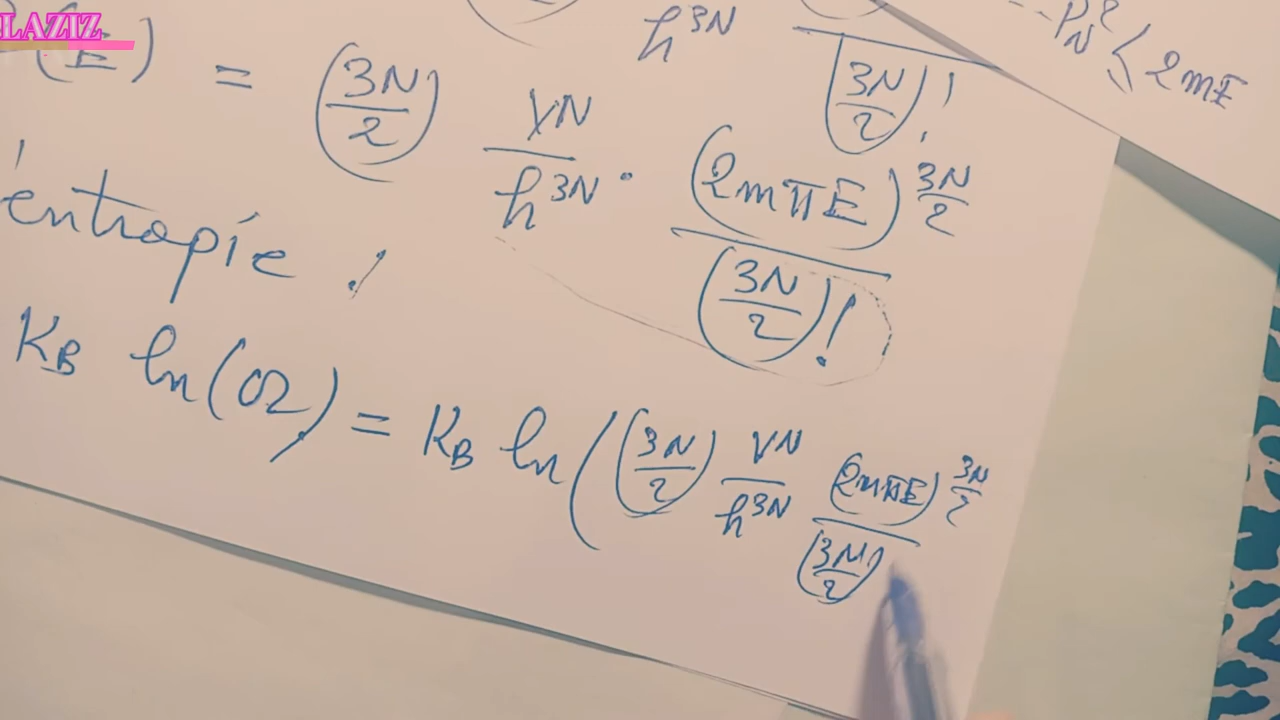 LAZIZ
h^{3N} (3N/2)!
P_N^2 < 2mE
(E) = (3N/2) V^N/h^{3N} · (2mπE)^{3N/2}/(3N/2)!
'entropie :
K_B ln(Ω) = K_B ln((3N/2) V^N/h^{3N} (2mπE)^{3N/2}/(3N/2)